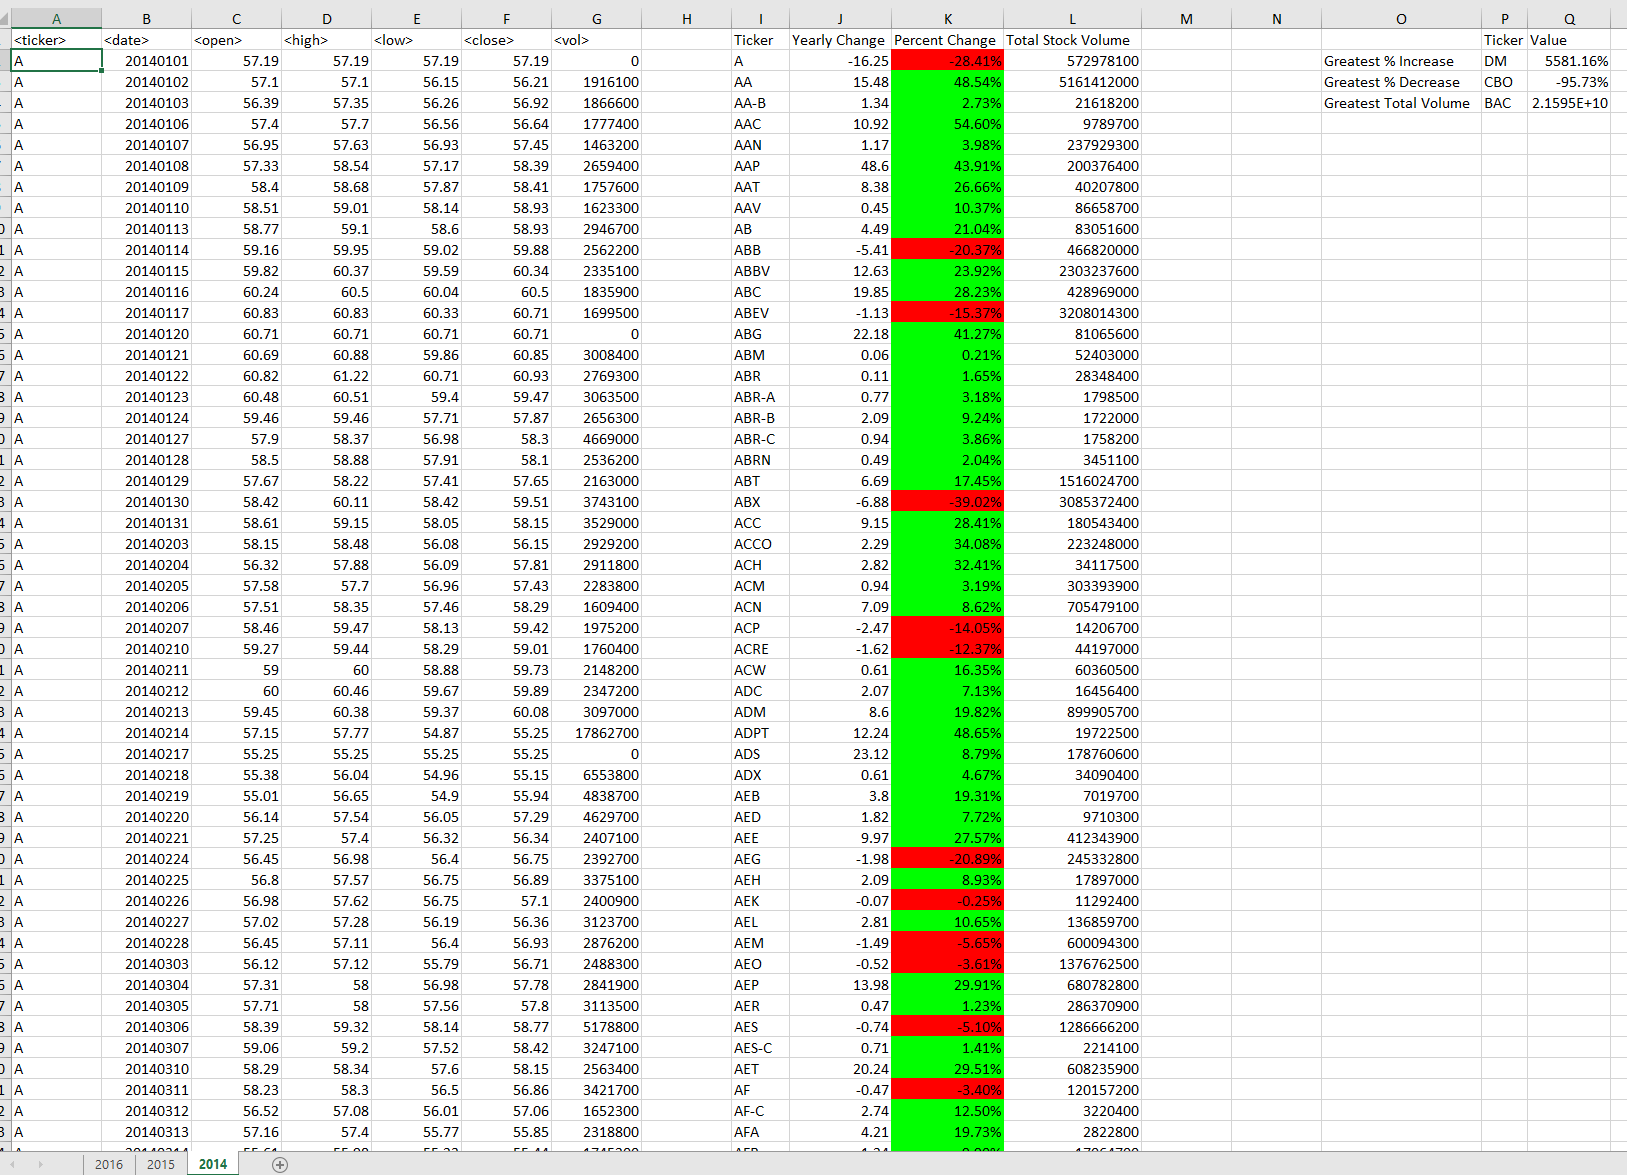 A B C D E F G H I J K L M N O P Q
<ticker> <date> <open> <high> <low> <close> <vol> Ticker Yearly Change Percent Change Total Stock Volume Ticker Value
A 20140101 57.19 57.19 57.19 57.19 0 A -16.25 -28.41% 572978100 Greatest % Increase DM 5581.16%
A 20140102 57.1 57.1 56.15 56.21 1916100 AA 15.48 48.54% 5161412000 Greatest % Decrease CBO -95.73%
A 20140103 56.39 57.35 56.26 56.92 1866600 AA-B 1.34 2.73% 21618200 Greatest Total Volume BAC 2.1595E+10
A 20140106 57.4 57.7 56.56 56.64 1777400 AAC 10.92 54.60% 9789700
A 20140107 56.95 57.63 56.93 57.45 1463200 AAN 1.17 3.98% 237929300
A 20140108 57.33 58.54 57.17 58.39 2659400 AAP 48.6 43.91% 200376400
A 20140109 58.4 58.68 57.87 58.41 1757600 AAT 8.38 26.66% 40207800
A 20140110 58.51 59.01 58.14 58.93 1623300 AAV 0.45 10.37% 86658700
A 20140113 58.77 59.1 58.6 58.93 2946700 AB 4.49 21.04% 83051600
A 20140114 59.16 59.95 59.02 59.88 2562200 ABB -5.41 -20.37% 466820000
A 20140115 59.82 60.37 59.59 60.34 2335100 ABBV 12.63 23.92% 2303237600
A 20140116 60.24 60.5 60.04 60.5 1835900 ABC 19.85 28.23% 428969000
A 20140117 60.83 60.83 60.33 60.71 1699500 ABEV -1.13 -15.37% 3208014300
A 20140120 60.71 60.71 60.71 60.71 0 ABG 22.18 41.27% 81065600
A 20140121 60.69 60.88 59.86 60.85 3008400 ABM 0.06 0.21% 52403000
A 20140122 60.82 61.22 60.71 60.93 2769300 ABR 0.11 1.65% 28348400
A 20140123 60.48 60.51 59.4 59.47 3063500 ABR-A 0.77 3.18% 1798500
A 20140124 59.46 59.46 57.71 57.87 2656300 ABR-B 2.09 9.24% 1722000
A 20140127 57.9 58.37 56.98 58.3 4669000 ABR-C 0.94 3.86% 1758200
A 20140128 58.5 58.88 57.91 58.1 2536200 ABRN 0.49 2.04% 3451100
A 20140129 57.67 58.22 57.41 57.65 2163000 ABT 6.69 17.45% 1516024700
A 20140130 58.42 60.11 58.42 59.51 3743100 ABX -6.88 -39.02% 3085372400
A 20140131 58.61 59.15 58.05 58.15 3529000 ACC 9.15 28.41% 180543400
A 20140203 58.15 58.48 56.08 56.15 2929200 ACCO 2.29 34.08% 223248000
A 20140204 56.32 57.88 56.09 57.81 2911800 ACH 2.82 32.41% 34117500
A 20140205 57.58 57.7 56.96 57.43 2283800 ACM 0.94 3.19% 303393900
A 20140206 57.51 58.35 57.46 58.29 1609400 ACN 7.09 8.62% 705479100
A 20140207 58.46 59.47 58.13 59.42 1975200 ACP -2.47 -14.05% 14206700
A 20140210 59.27 59.44 58.29 59.01 1760400 ACRE -1.62 -12.37% 44197000
A 20140211 59 60 58.88 59.73 2148200 ACW 0.61 16.35% 60360500
A 20140212 60 60.46 59.67 59.89 2347200 ADC 2.07 7.13% 16456400
A 20140213 59.45 60.38 59.37 60.08 3097000 ADM 8.6 19.82% 899905700
A 20140214 57.15 57.77 54.87 55.25 17862700 ADPT 12.24 48.65% 19722500
A 20140217 55.25 55.25 55.25 55.25 0 ADS 23.12 8.79% 178760600
A 20140218 55.38 56.04 54.96 55.15 6553800 ADX 0.61 4.67% 34090400
A 20140219 55.01 56.65 54.9 55.94 4838700 AEB 3.8 19.31% 7019700
A 20140220 56.14 57.54 56.05 57.29 4629700 AED 1.82 7.72% 9710300
A 20140221 57.25 57.4 56.32 56.34 2407100 AEE 9.97 27.57% 412343900
A 20140224 56.45 56.98 56.4 56.75 2392700 AEG -1.98 -20.89% 245332800
A 20140225 56.8 57.57 56.75 56.89 3375100 AEH 2.09 8.93% 17897000
A 20140226 56.98 57.62 56.75 57.1 2400900 AEK -0.07 -0.25% 11292400
A 20140227 57.02 57.28 56.19 56.36 3123700 AEL 2.81 10.65% 136859700
A 20140228 56.45 57.11 56.4 56.93 2876200 AEM -1.49 -5.65% 600094300
A 20140303 56.12 57.12 55.79 56.71 2488300 AEO -0.52 -3.61% 1376762500
A 20140304 57.31 58 56.98 57.78 2841900 AEP 13.98 29.91% 680782800
A 20140305 57.71 58 57.56 57.8 3113500 AER 0.47 1.23% 286370900
A 20140306 58.39 59.32 58.14 58.77 5178800 AES -0.74 -5.10% 1286666200
A 20140307 59.06 59.2 57.52 58.42 3247100 AES-C 0.71 1.41% 2214100
A 20140310 58.29 58.34 57.6 58.15 2563400 AET 20.24 29.51% 608235900
A 20140311 58.23 58.3 56.5 56.86 3421700 AF -0.47 -3.40% 120157200
A 20140312 56.52 57.08 56.01 57.06 1652300 AF-C 2.74 12.50% 3220400
A 20140313 57.16 57.4 55.77 55.85 2318800 AFA 4.21 19.73% 2822800
2016 2015 2014